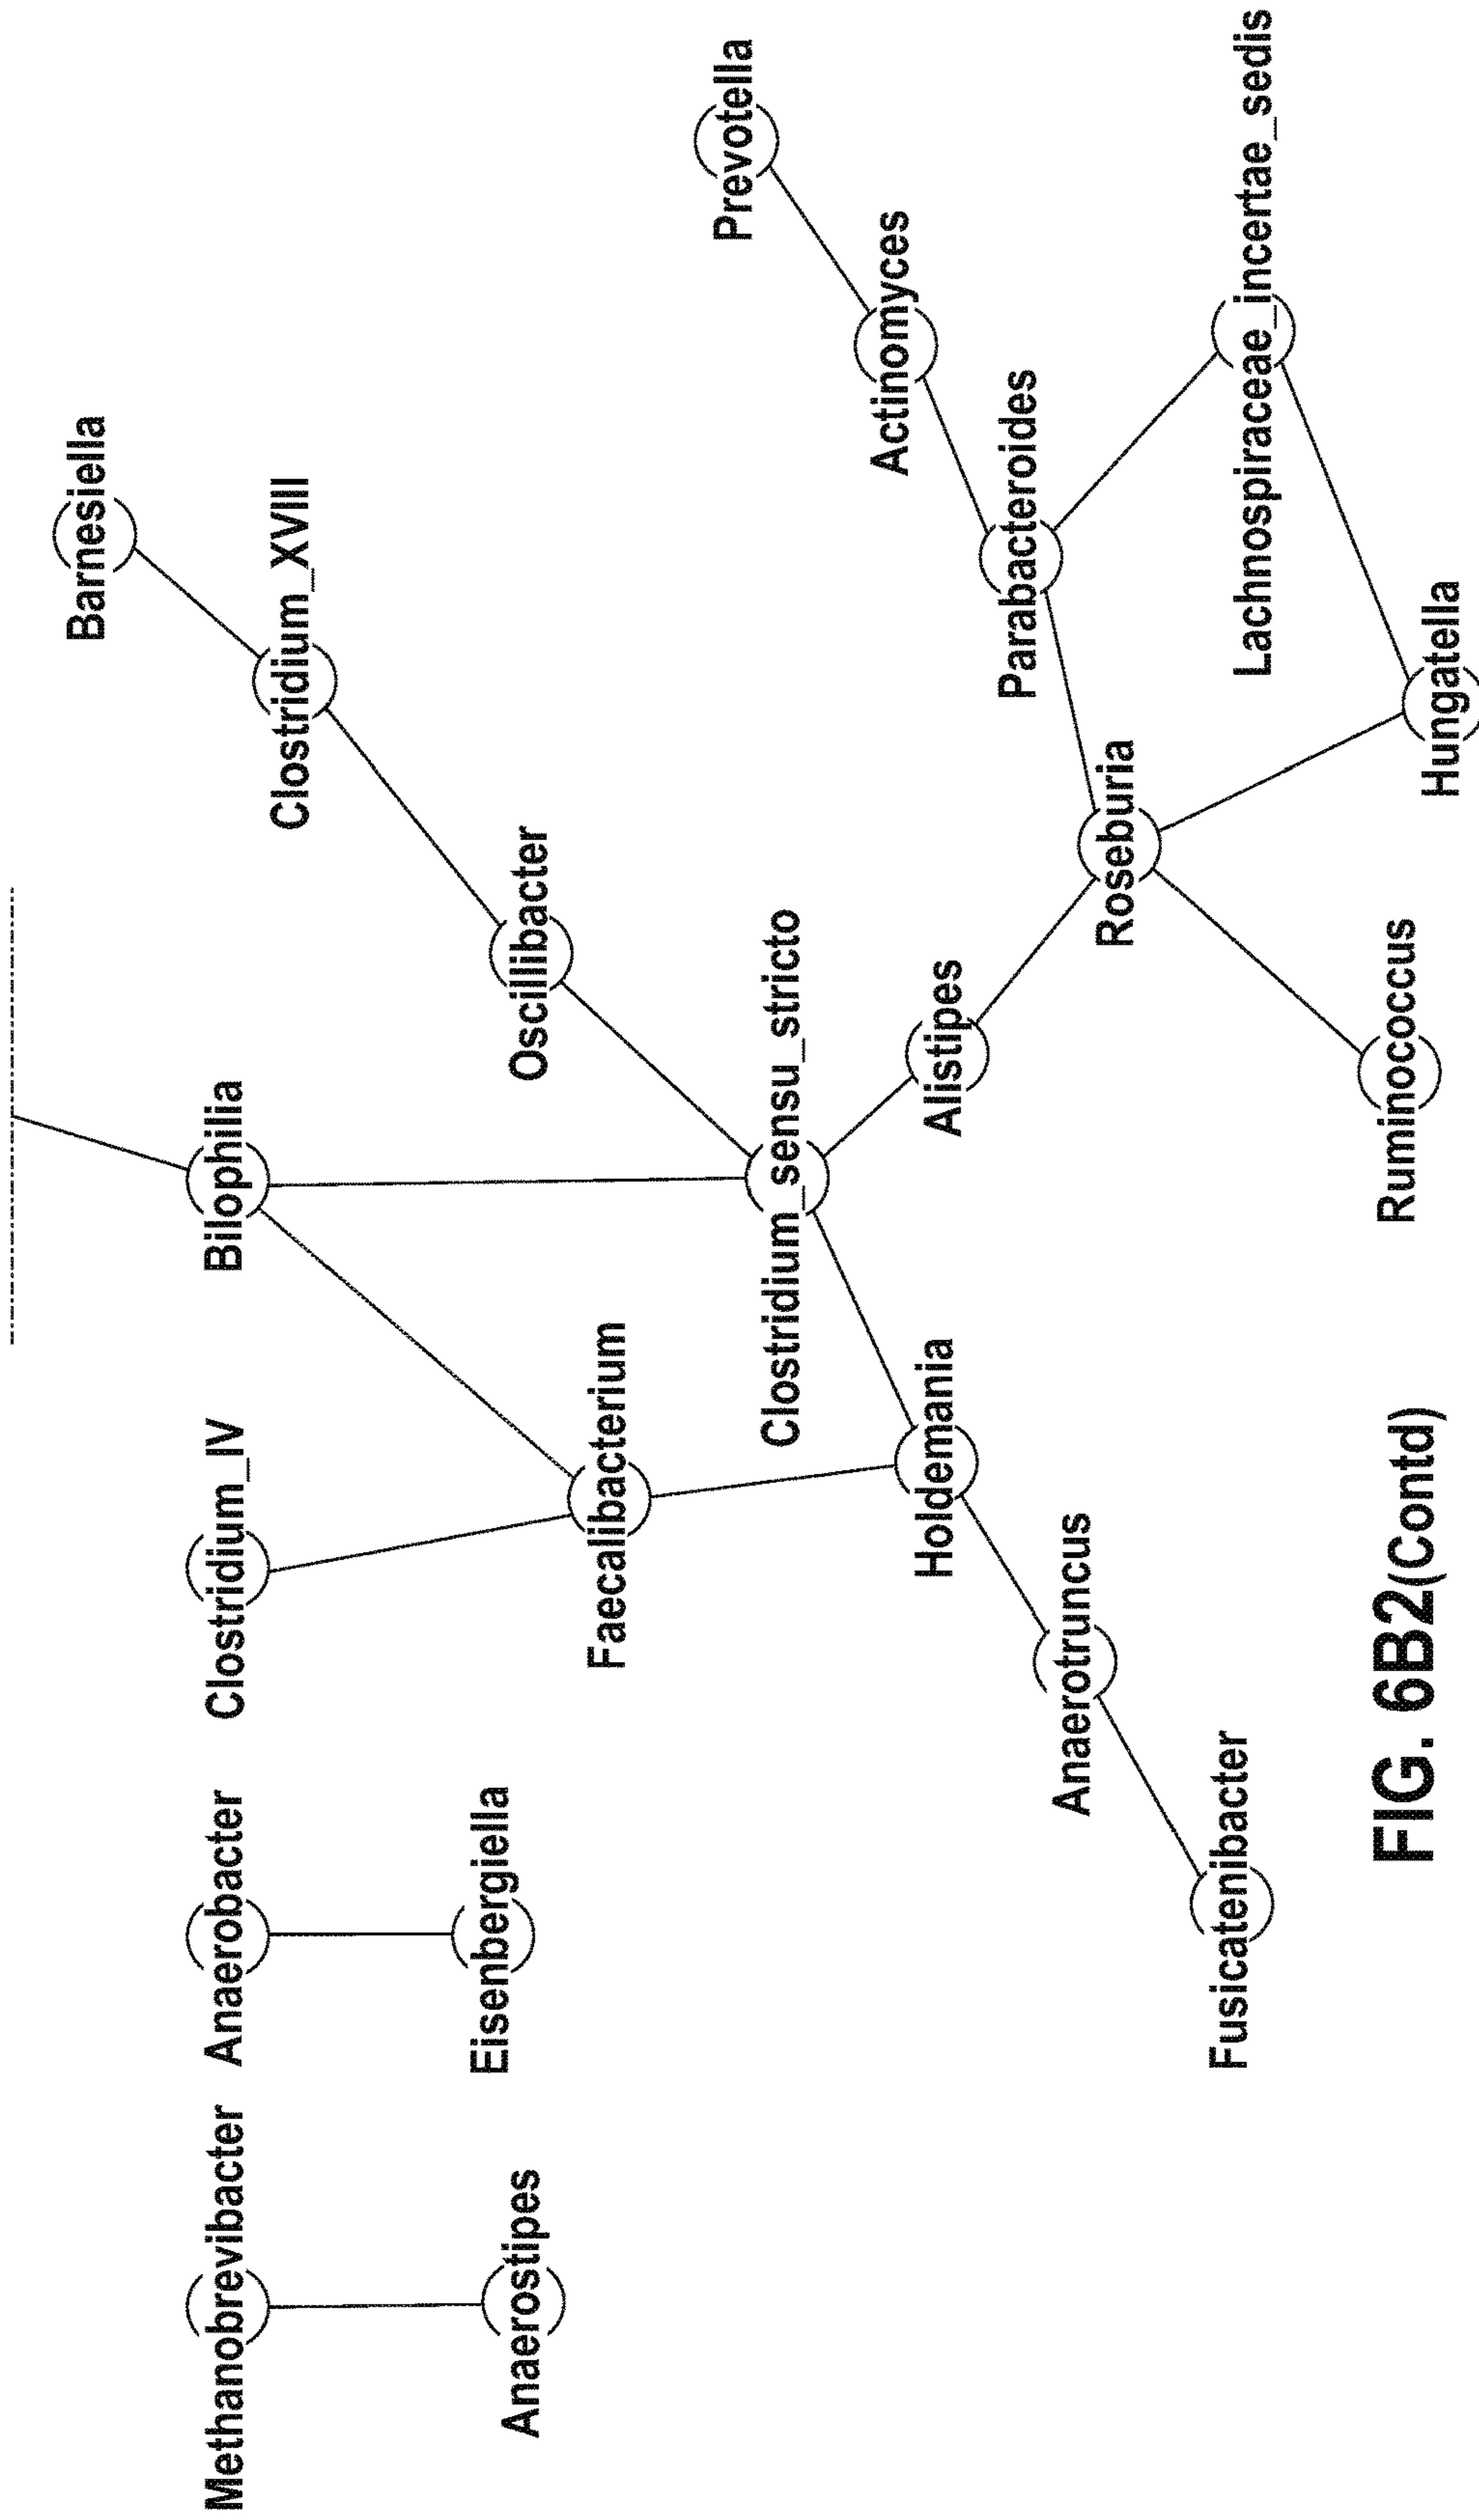 Methanobrevibacter
Anaerobacter
Clostridium_IV
Bilophilia
Barnesiella
Clostridium_XVIII
Eisenbergiella
Anaerostipes
Oscillibacter
Faecalibacterium
Prevotella
Clostridium_sensu_stricto
Actinomyces
Holdemania
Alistipes
Parabacteroides
Anaerotruncus
Roseburia
Fusicatenibacter
Lachnospiraceae_incertae_sedis
Ruminococcus
Hungatella
FIG. 6B2(Contd)